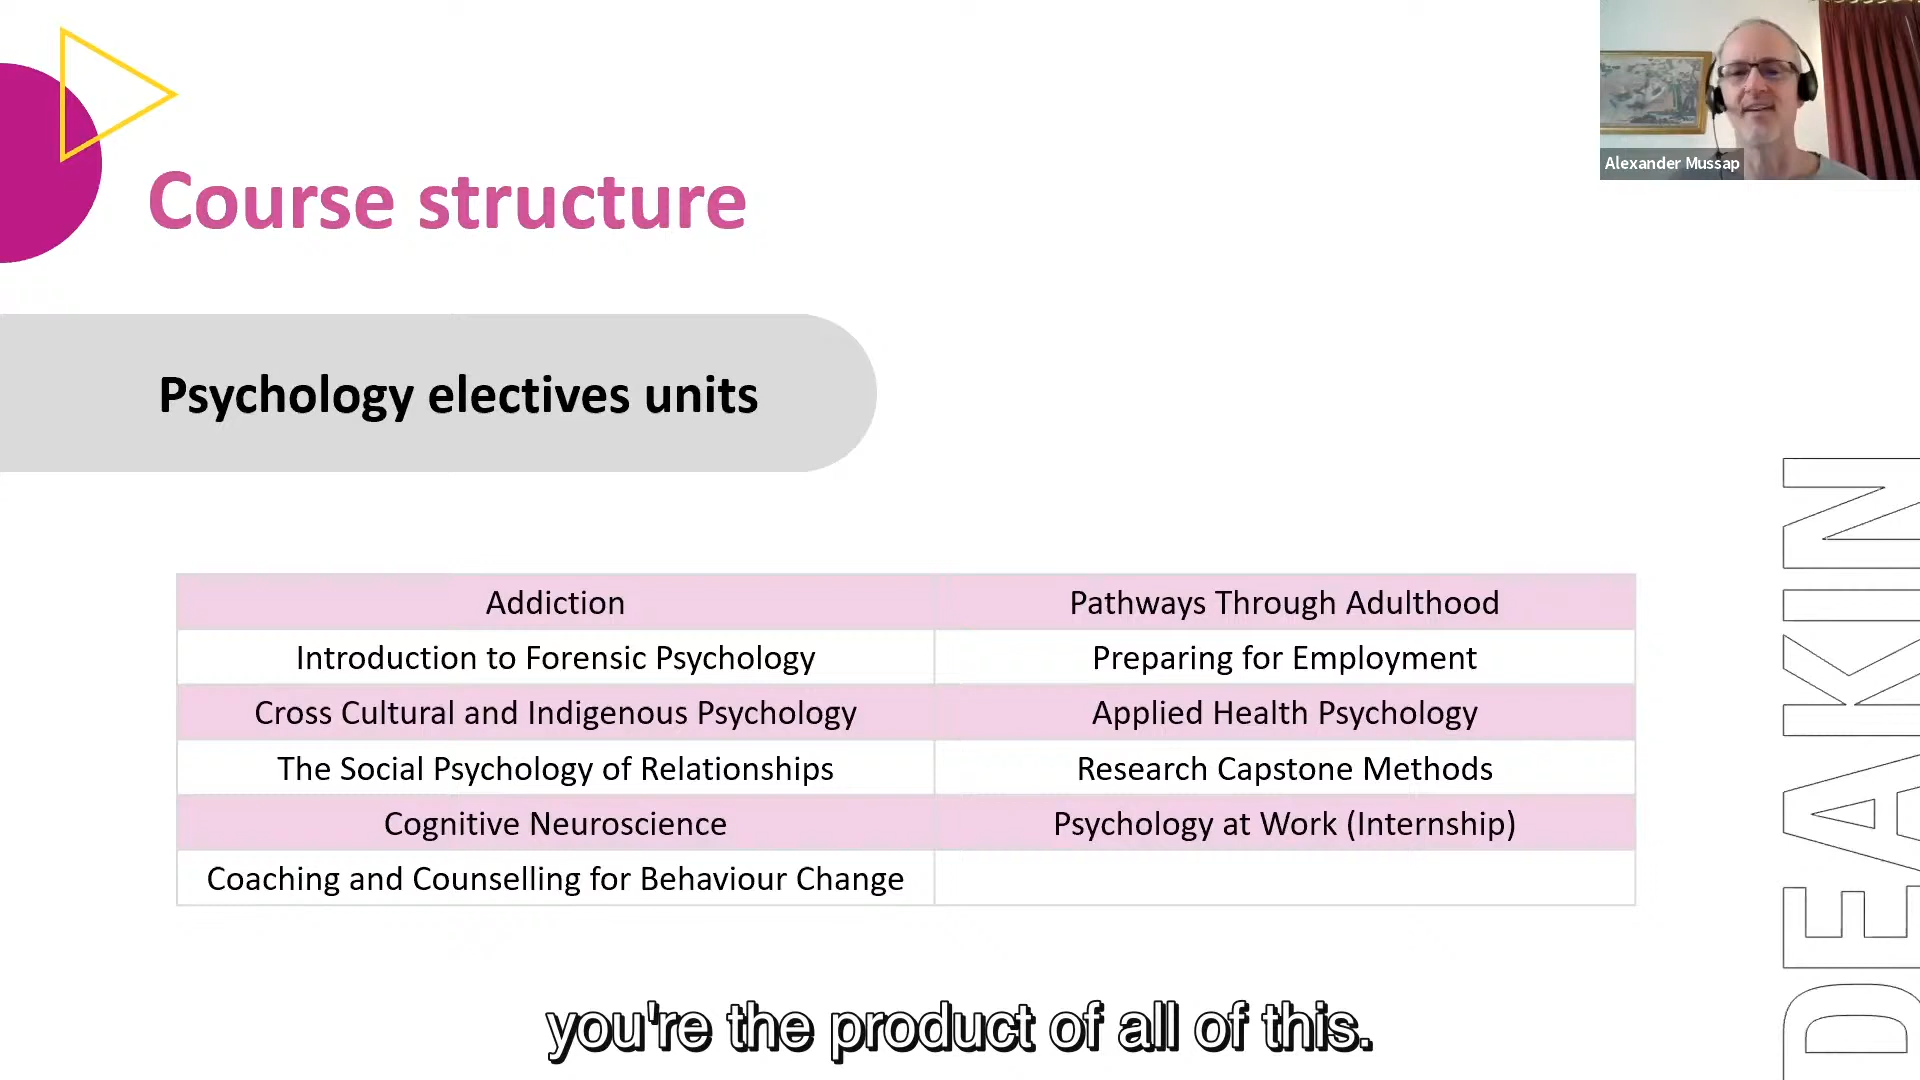 Alexander Mussap
Course structure
Psychology electives units
Addiction
Pathways Through Adulthood
Introduction to Forensic Psychology
Preparing for Employment
Cross Cultural and Indigenous Psychology
Applied Health Psychology
The Social Psychology of Relationships
Research Capstone Methods
Cognitive Neuroscience
Psychology at Work (Internship)
Coaching and Counselling for Behaviour Change
DEAKIN
you're the product of all of this.